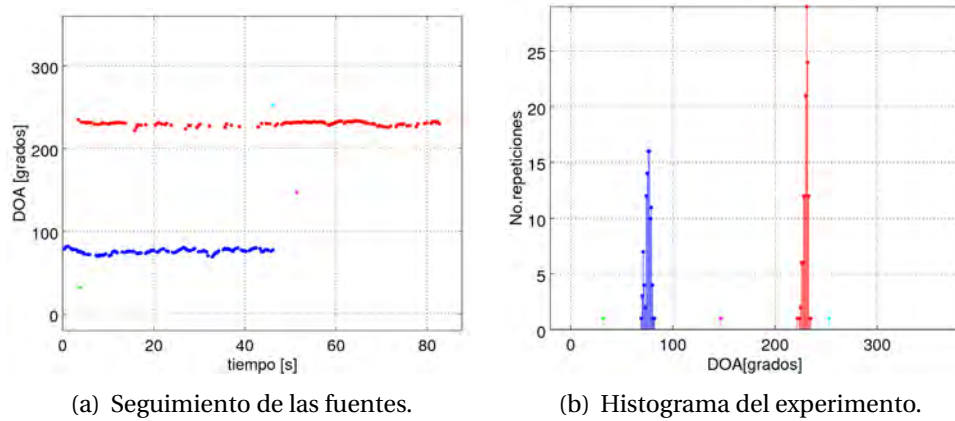 300
200
100
0
DOA [grados]
0 20 40 60 80
tiempo [s]
(a) Seguimiento de las fuentes.
25
20
15
10
5
0
No.repeticiones
0 100 200 300
DOA[grados]
(b) Histograma del experimento.